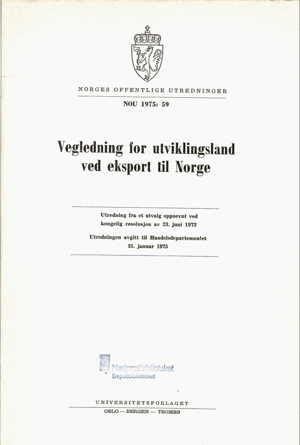 NORGES OFFENTLIGE UTREDNINGER
NOU 1975: 59
Vegledning for utviklingsland
ved eksport til Norge
Utredning fra et utvalg oppnevnt ved
kongelig resolusjon av 23. juni 1972
Utredningen avgitt til Handelsdepartementet
31. januar 1975
Nasjonalbiblioteket
Depotbiblioteket
UNIVERSITETSFORLAGET
OSLO — BERGEN — TROMSØ